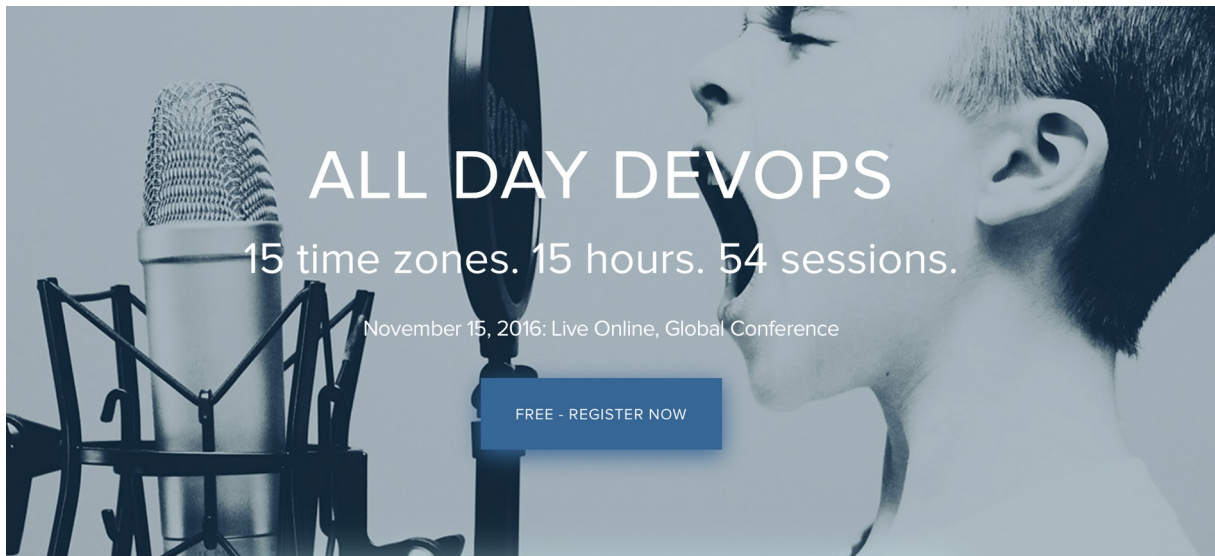 ALL DAY DEVOPS
15 time zones. 15 hours. 54 sessions.
November 15, 2016: Live Online, Global Conference
FREE - REGISTER NOW